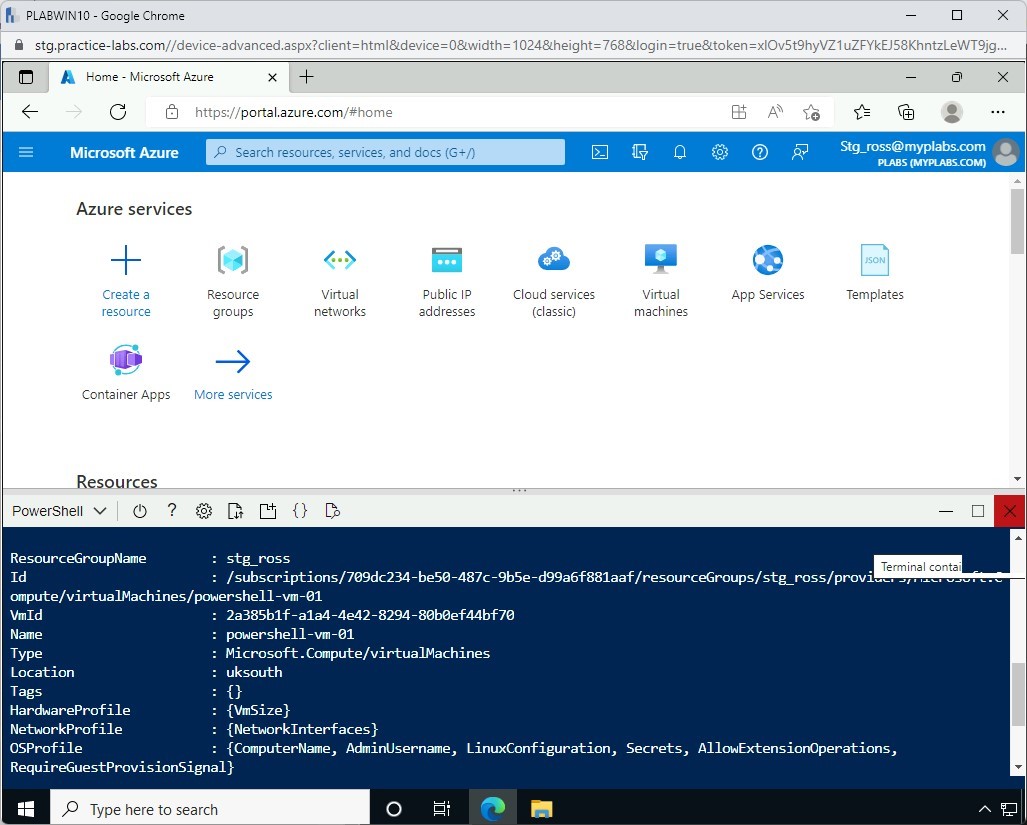 PLABWIN10 - Google Chrome
stg.practice-labs.com//device-advanced.aspx?client=html&device=0&width=1024&height=768&login=true&token=
Home - Microsoft Azure
https://portal.azure.com/#home
Microsoft Azure
Search resources, services, and docs (G+/)
Stg_ross@myplabs.com
PLABS (MYPLABS.COM)
Azure services
Create a
resource
Resource
groups
Virtual
networks
Public IP
addresses
Cloud services
(classic)
Virtual
machines
App Services
JSON
Templates
Container Apps
More services
Resources
PowerShell
ResourceGroupName : stg_ross
Terminal contai
Id : /subscriptions/709dc234-be50-487c-9b5e-d99a6f881aaf/resourceGroups/stg_ross/providers/Microsoft.C
ompute/virtualMachines/powershell-vm-01
VmId : 2a385b1f-a1a4-4e42-8294-80b0ef44bf70
Name : powershell-vm-01
Type : Microsoft.Compute/virtualMachines
Location : uksouth
Tags : {}
HardwareProfile : {VmSize}
NetworkProfile : {NetworkInterfaces}
OSProfile : {ComputerName, AdminUsername, LinuxConfiguration, Secrets, AllowExtensionOperations,
RequireGuestProvisionSignal}
Type here to search